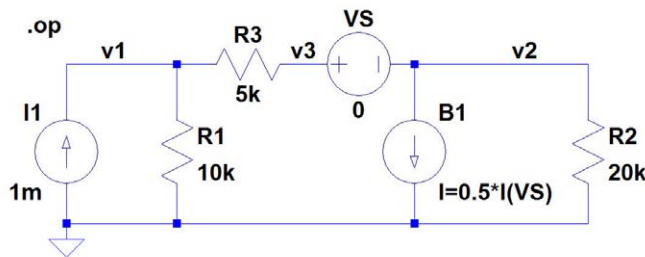 .op
v1
R3
v3
VS
v2
5k
+ -
0
I1
R1
B1
R2
1m
10k
I=0.5*I(VS)
20k